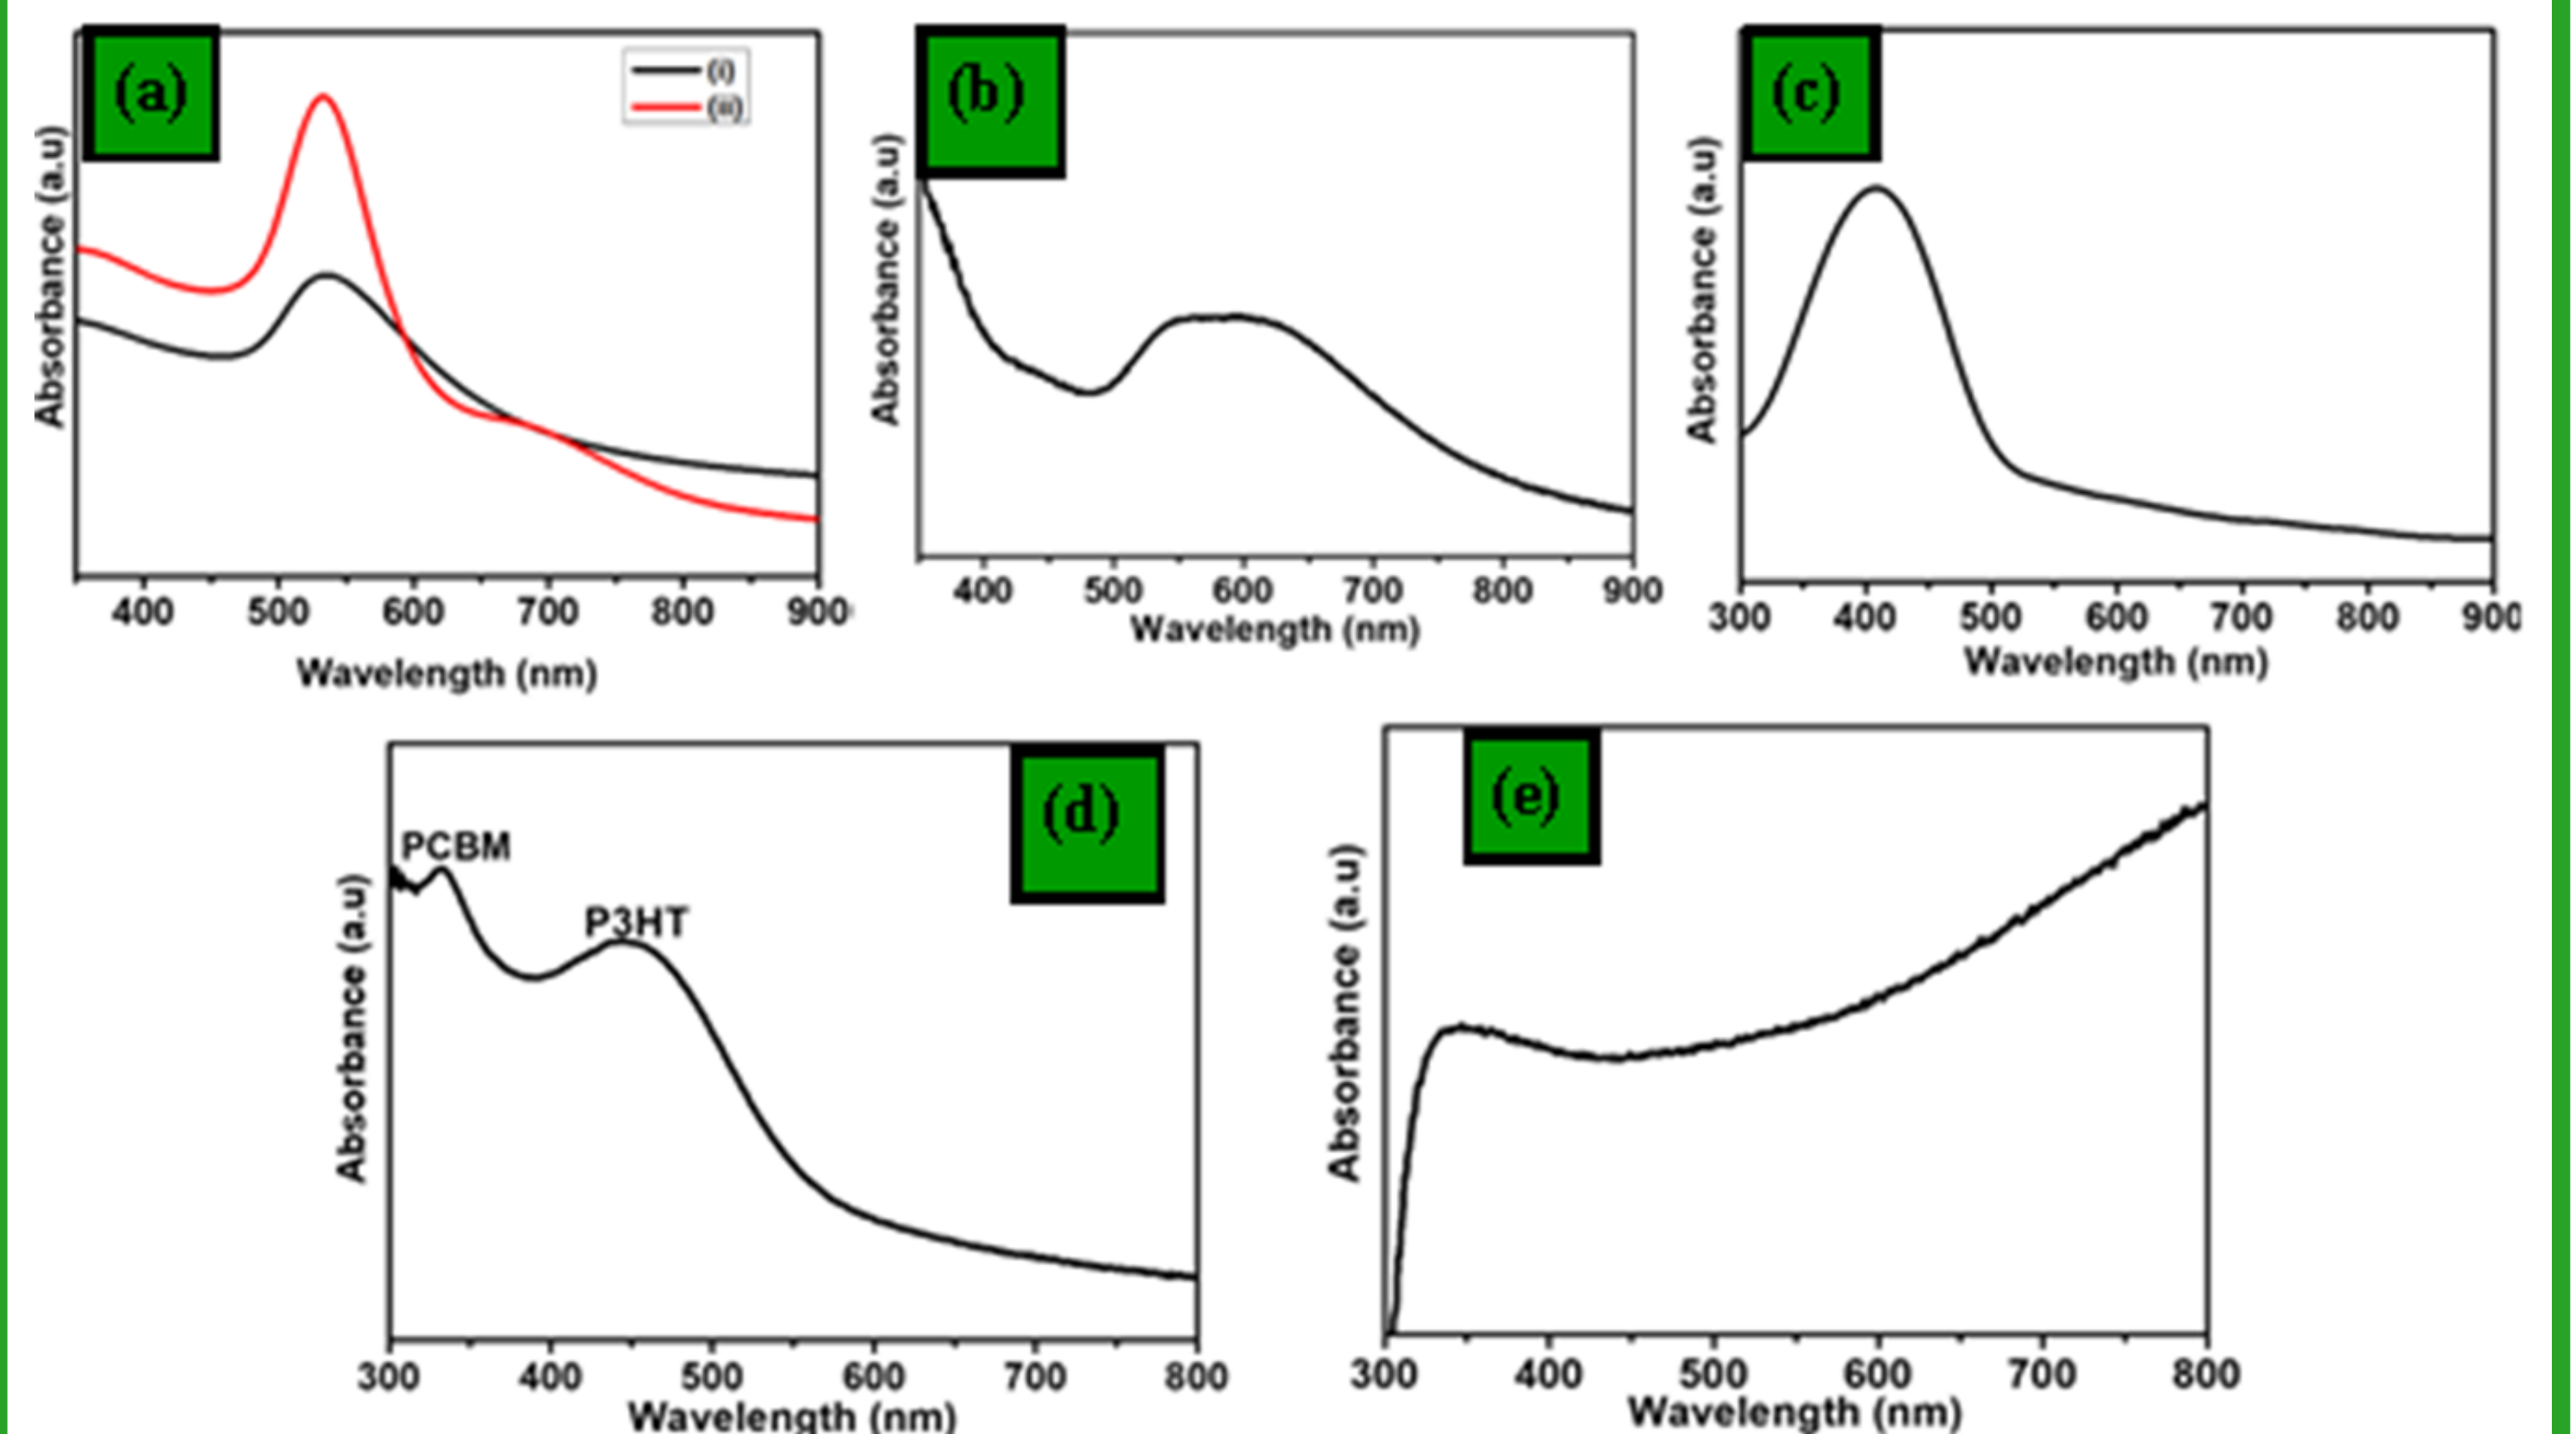 (a)
(i)
(ii)
Absorbance (a.u)
400 500 600 700 800 900
Wavelength (nm)
(b)
Absorbance (a.u)
400 500 600 700 800 900
Wavelength (nm)
(c)
Absorbance (a.u)
300 400 500 600 700 800 900
Wavelength (nm)
(d)
PCBM
P3HT
Absorbance (a.u)
300 400 500 600 700 800
Wavelength (nm)
(e)
Absorbance (a.u)
300 400 500 600 700 800
Wavelength (nm)